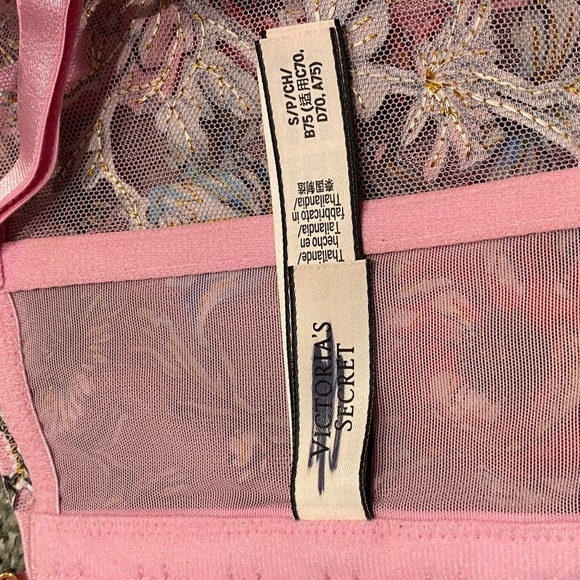 S/P/CH/
B75 (适用C70,
D70, A75)
Thaïlande/
hecho en
Tailandia/
fabbricato in
Thailandia/
泰国制造
VICTORIA'S
SECRET